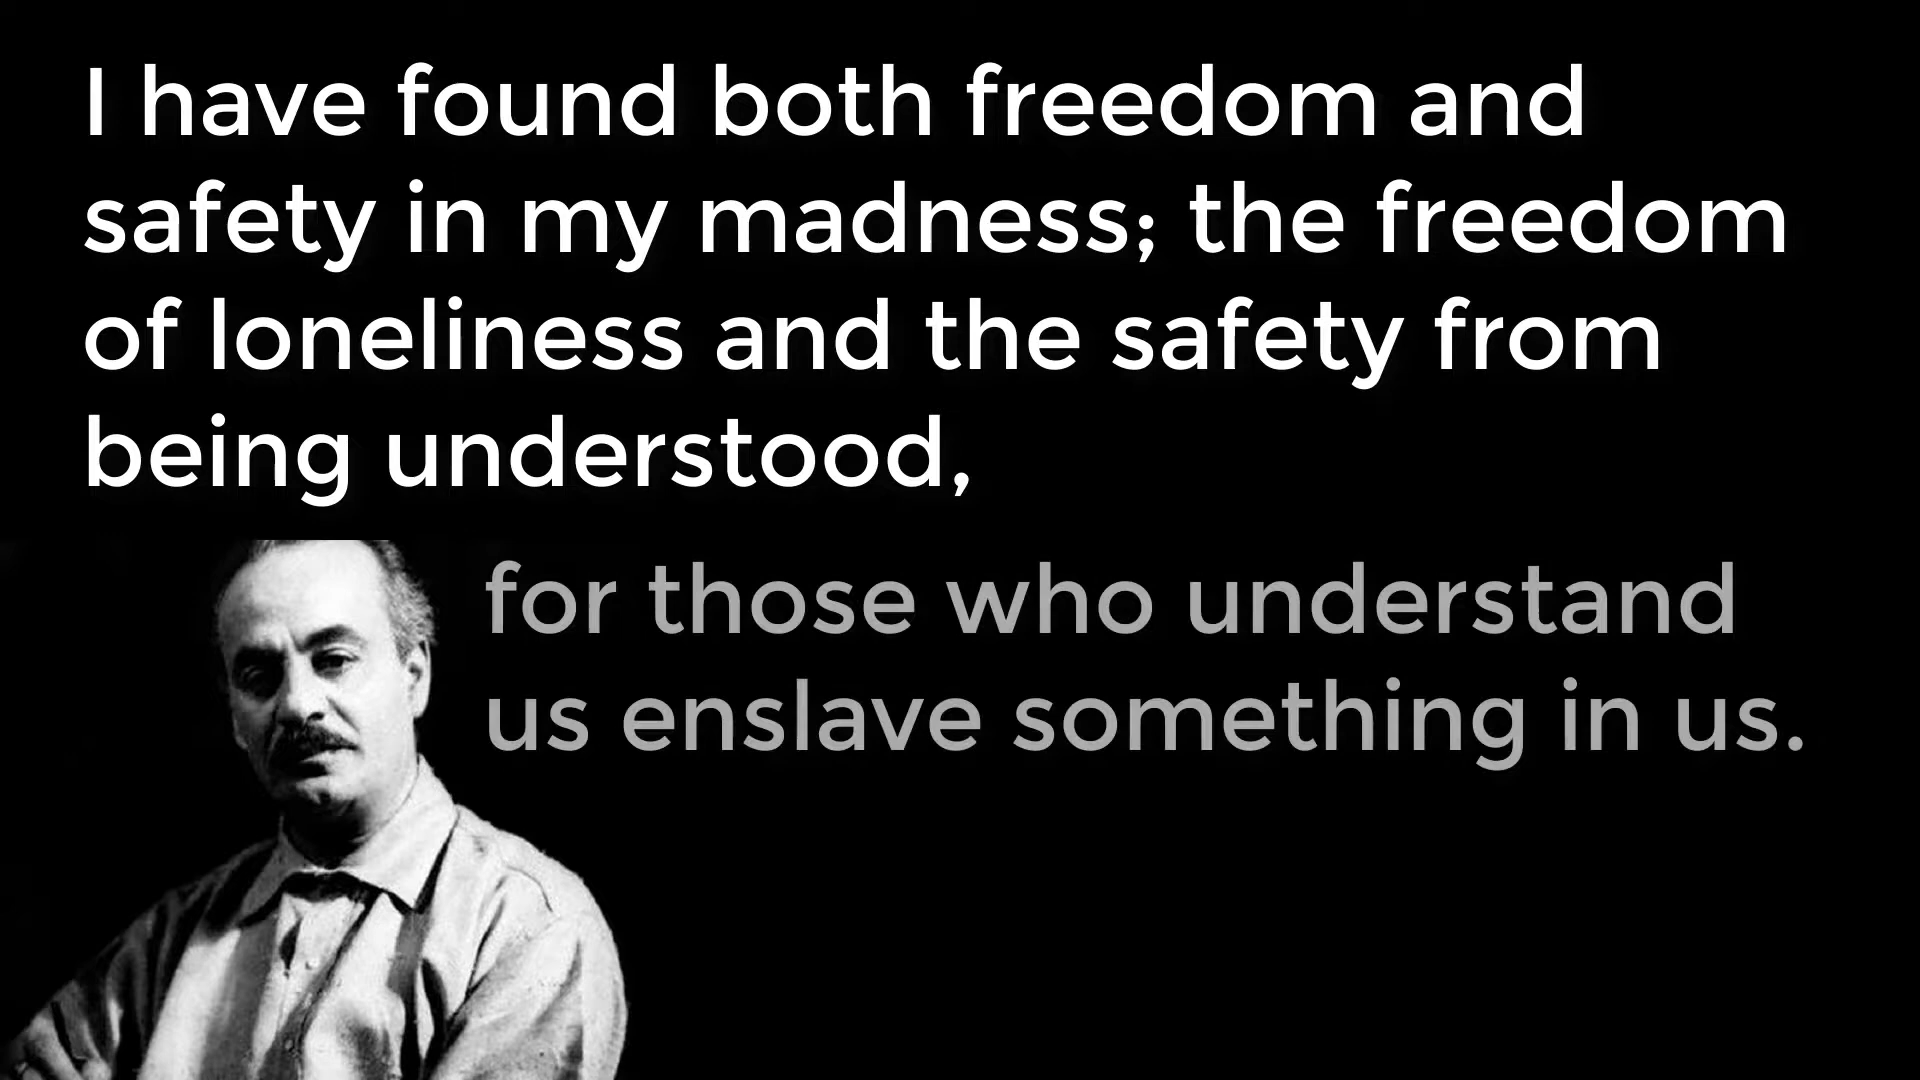 I have found both freedom and
safety in my madness; the freedom
of loneliness and the safety from
being understood,
for those who understand
us enslave something in us.